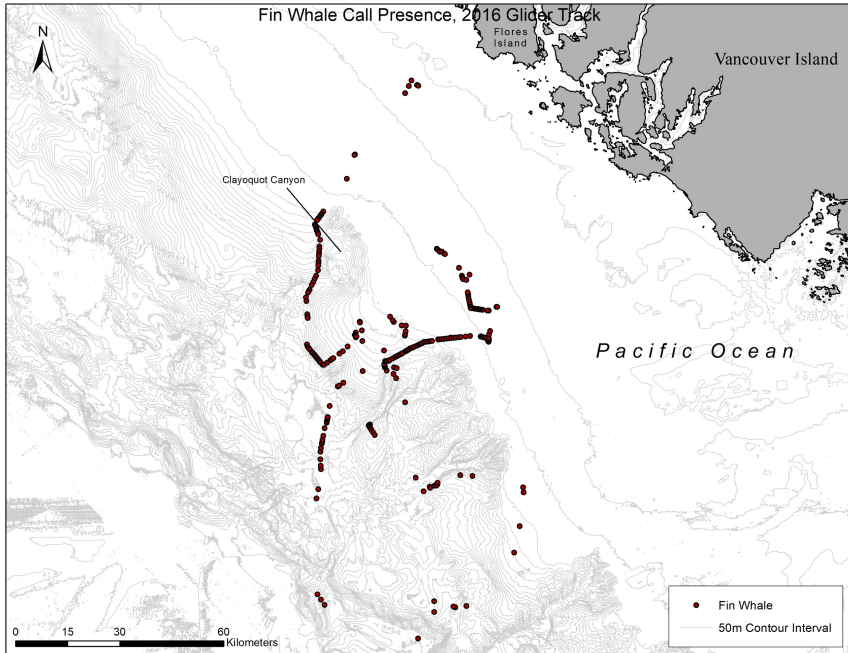 Fin Whale Call Presence, 2016 Glider Track
N
Flores
Island
Vancouver Island
Clayoquot Canyon
Pacific Ocean
Fin Whale
50m Contour Interval
0 15 30 60
Kilometers